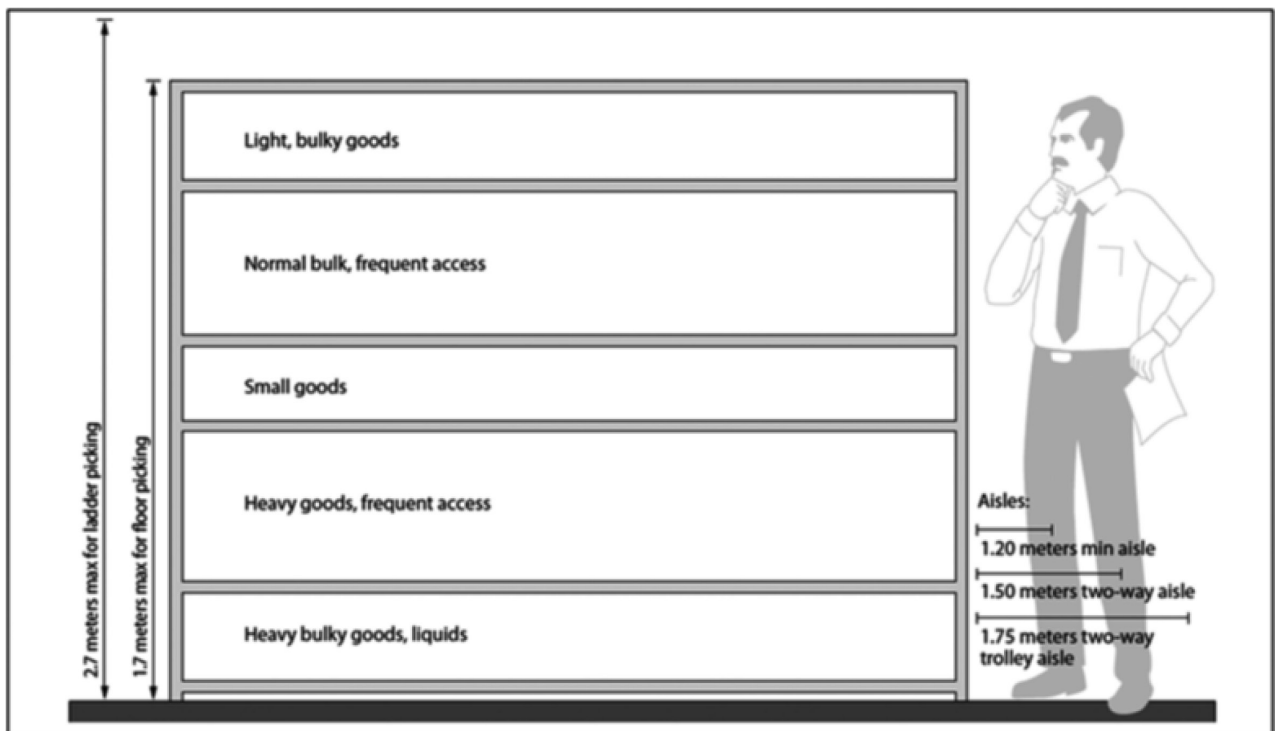 2.7 meters max for ladder picking
1.7 meters max for floor picking
Light, bulky goods
Normal bulk, frequent access
Small goods
Heavy goods, frequent access
Heavy bulky goods, liquids
Aisles:
1.20 meters min aisle
1.50 meters two-way aisle
1.75 meters two-way
trolley aisle